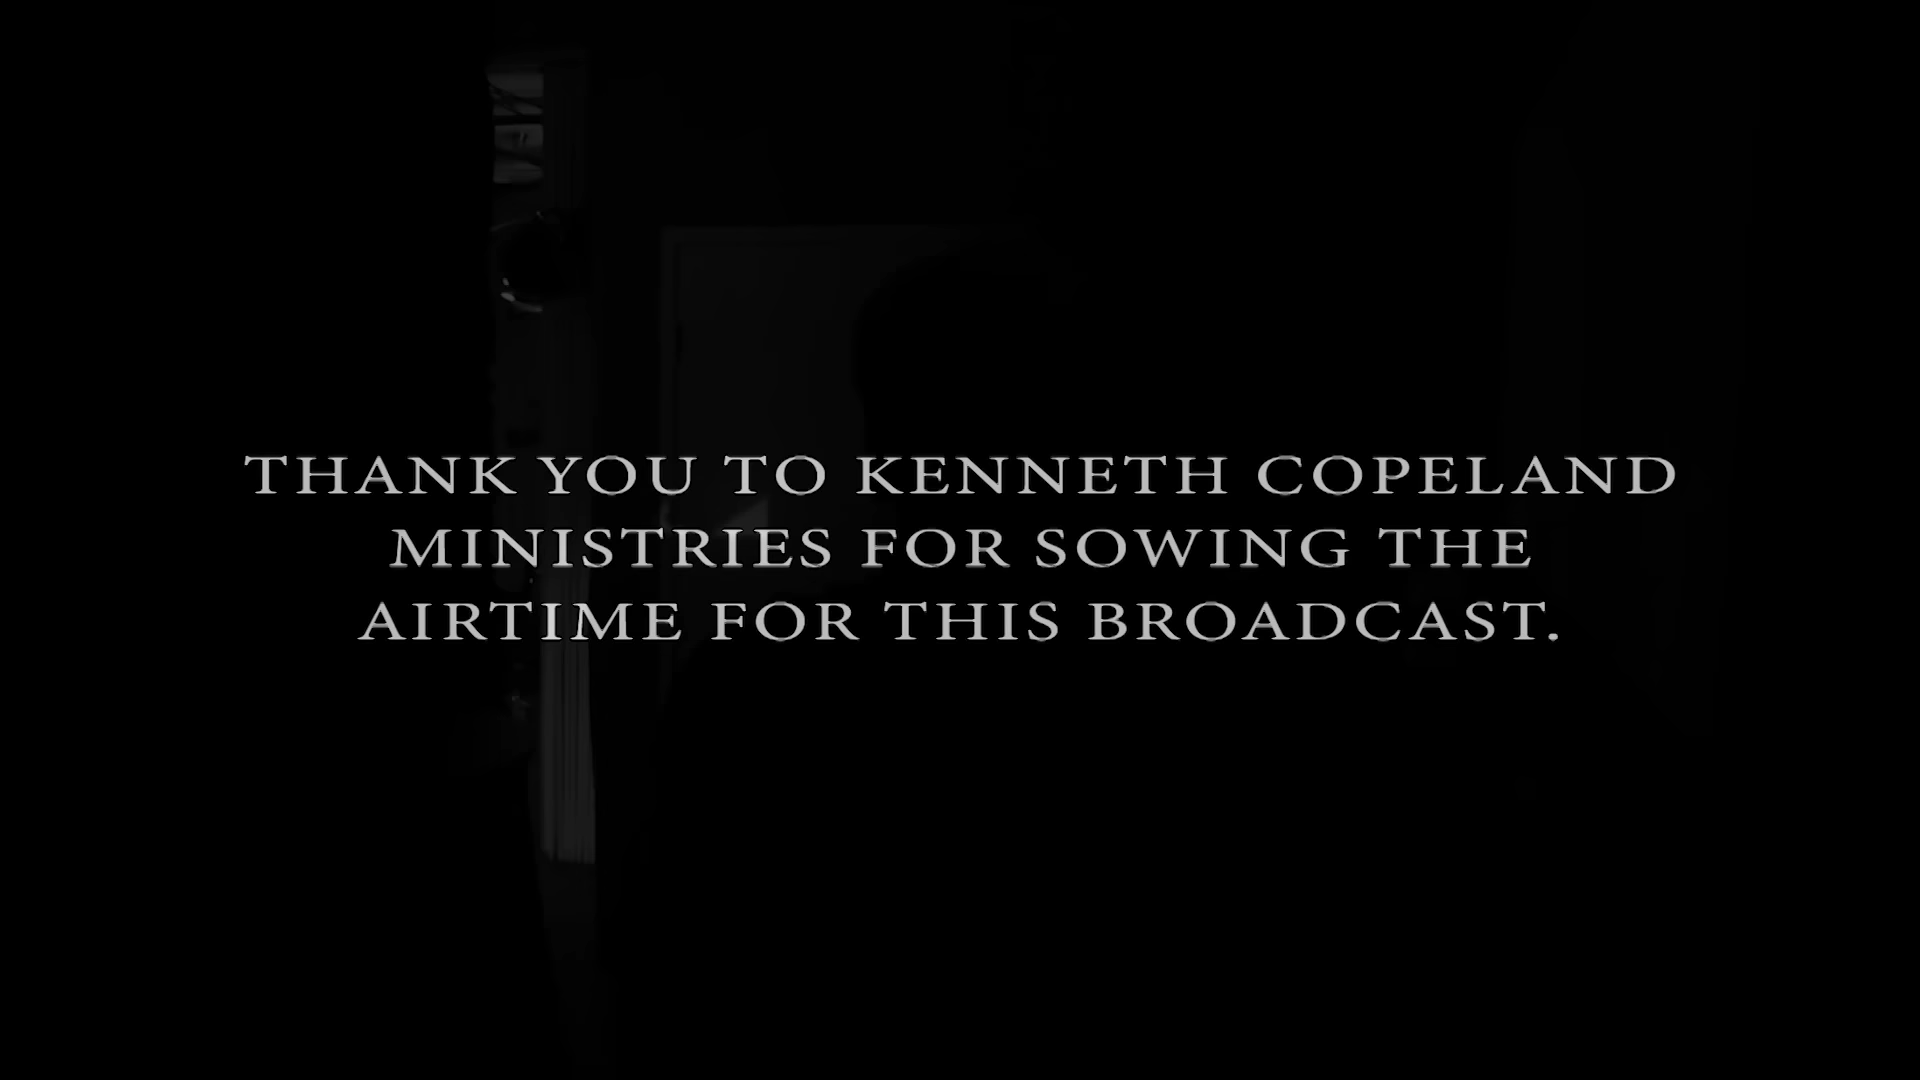 THANK YOU TO KENNETH COPELAND
MINISTRIES FOR SOWING THE
AIRTIME FOR THIS BROADCAST.